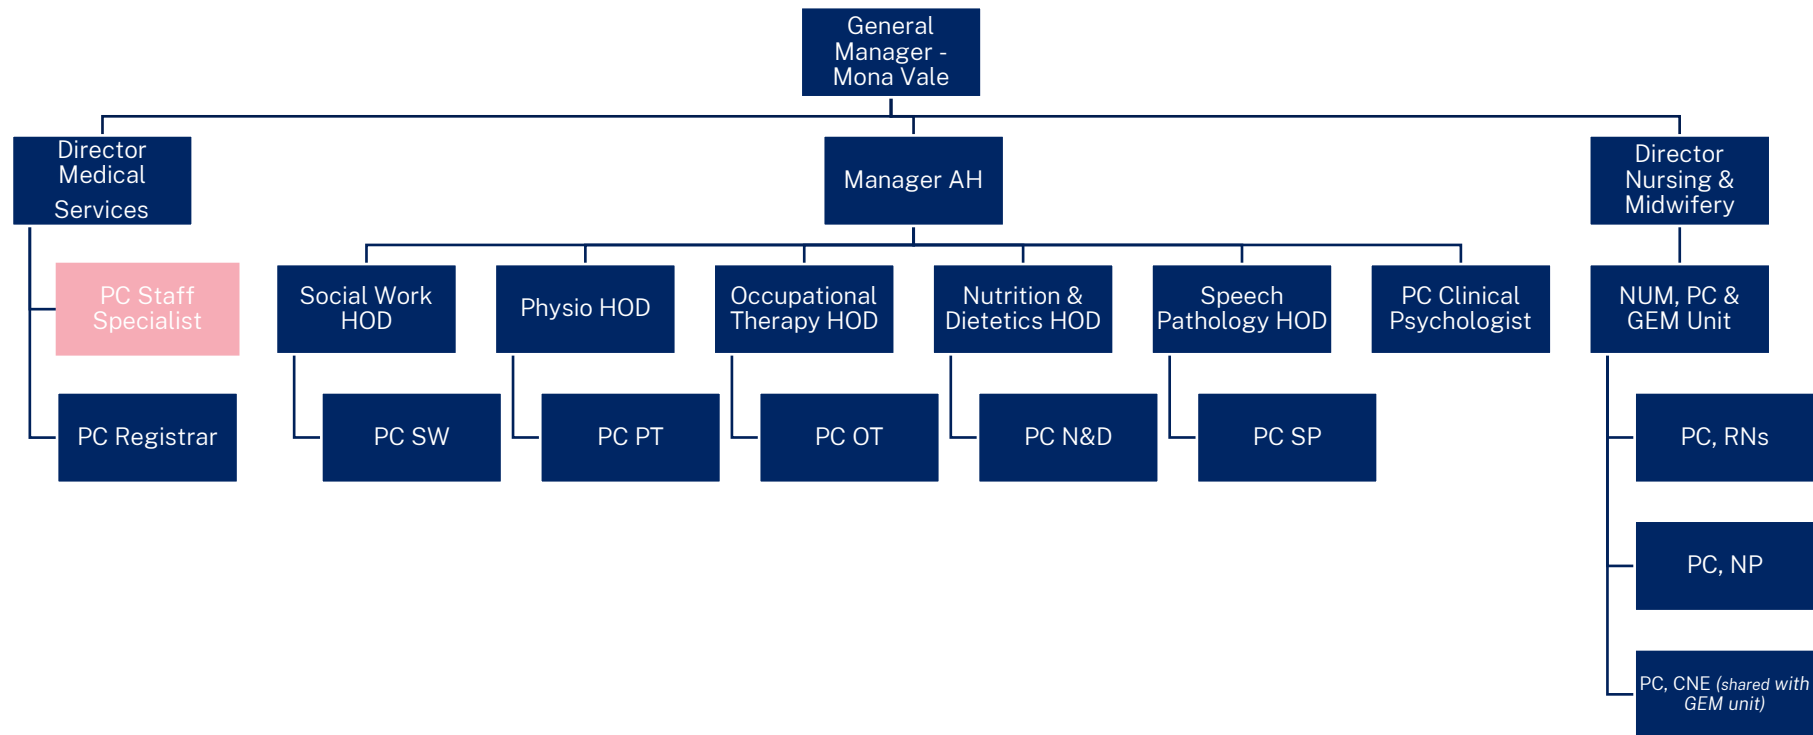 General
Manager -
Mona Vale
Director
Medical
Services
Manager AH
Director
Nursing &
Midwifery
PC Staff
Specialist
Social Work
HOD
Physio HOD
Occupational
Therapy HOD
Nutrition &
Dietetics HOD
Speech
Pathology HOD
PC Clinical
Psychologist
NUM, PC &
GEM Unit
PC Registrar
PC SW
PC PT
PC OT
PC N&D
PC SP
PC, RNs
PC, NP
PC, CNE (shared with
GEM unit)